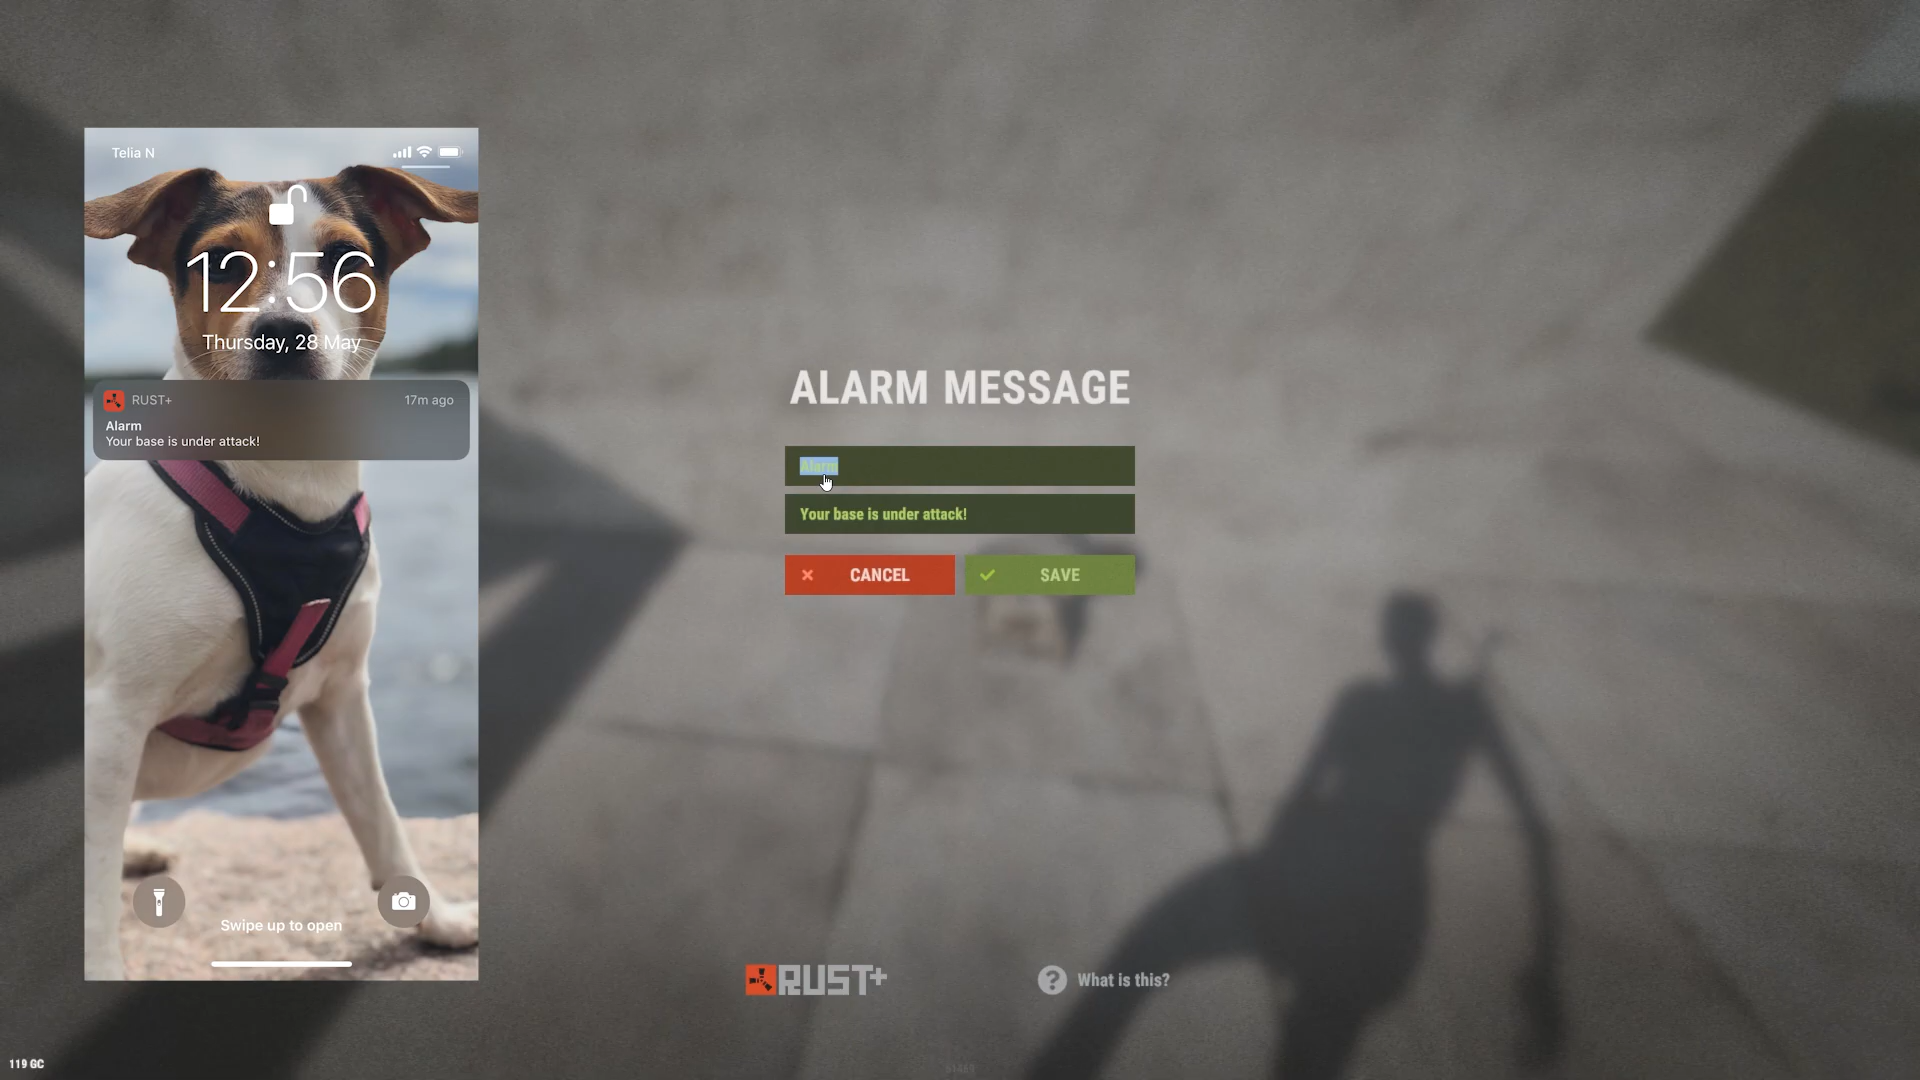 Telia N
12:56
Thursday, 28 May
RUST+
17m ago
Alarm
Your base is under attack!
Swipe up to open
ALARM MESSAGE
Alarm
Your base is under attack!
CANCEL
SAVE
RUST+
What is this?
119 GC